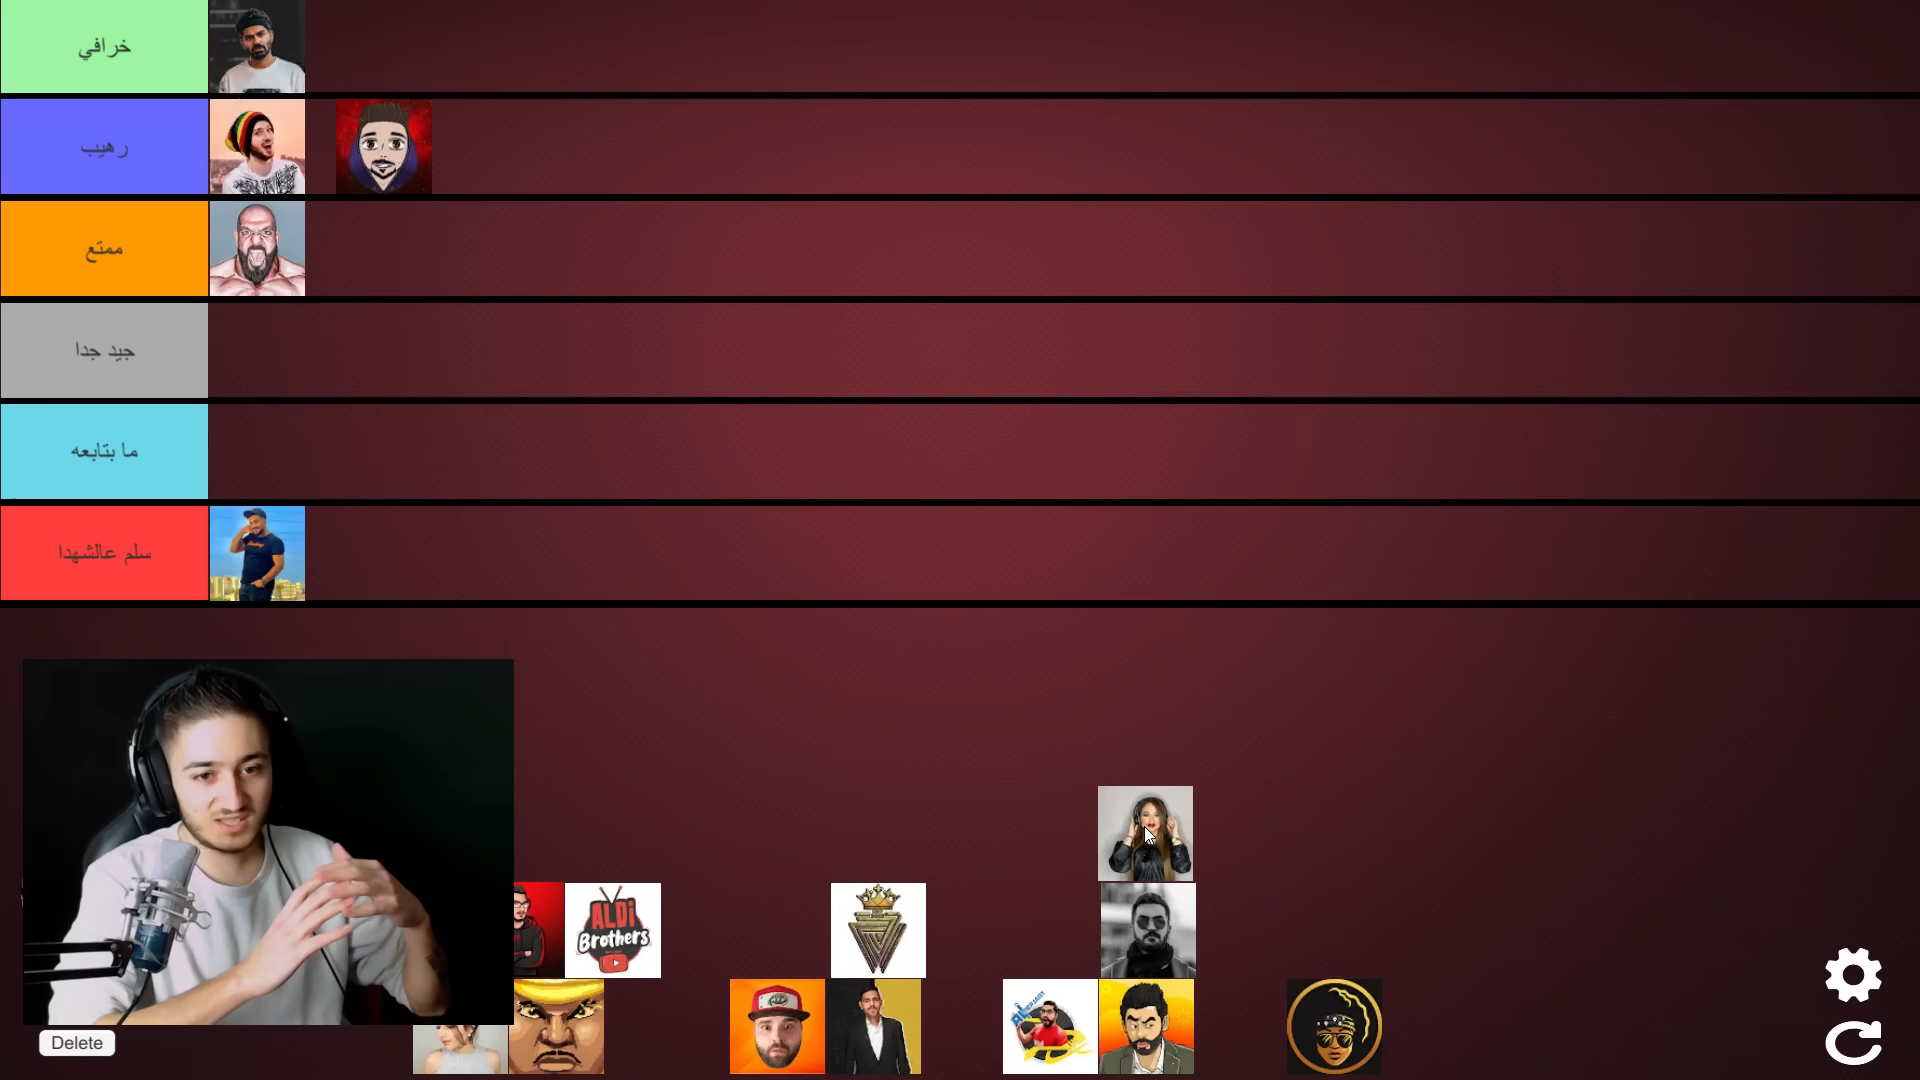 خرافي
رهيب
ممتع
جيد جدا
ما بتابعه
سلم عالشهدا
ALDi
Brothers
Delete